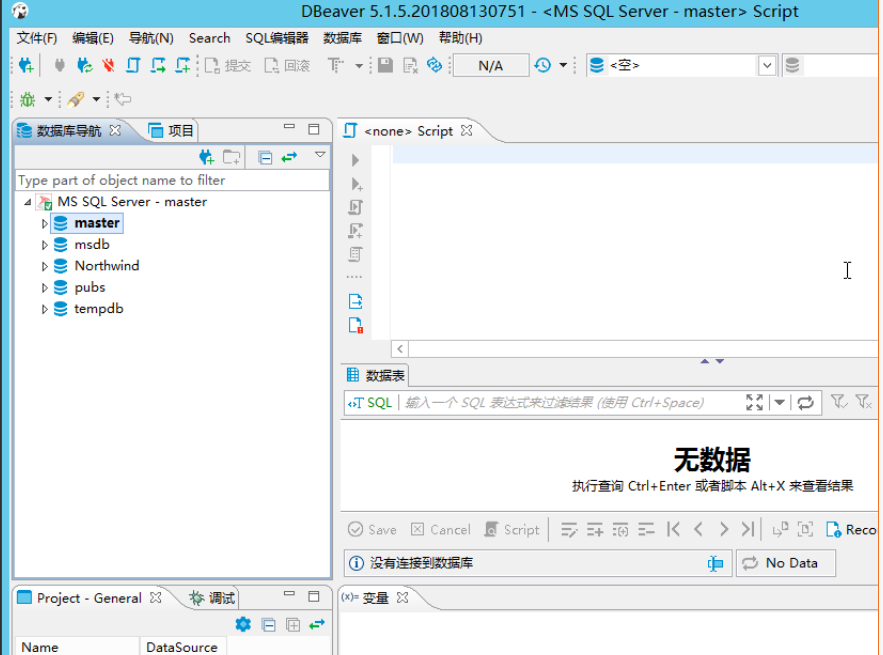 DBeaver 5.1.5.201808130751 - <MS SQL Server - master> Script
文件(F) 编辑(E) 导航(N) Search SQL编辑器 数据库 窗口(W) 帮助(H)
提交 回滚 N/A <空>
数据库导航 项目
<none> Script
Type part of object name to filter
MS SQL Server - master
master
msdb
Northwind
pubs
tempdb
数据表
SQL 输入一个 SQL 表达式来过滤结果 (使用 Ctrl+Space)
无数据
执行查询 Ctrl+Enter 或者脚本 Alt+X 来查看结果
Save Cancel Script Reco
没有连接到数据库 No Data
Project - General 调试
(x)= 变量
Name DataSource